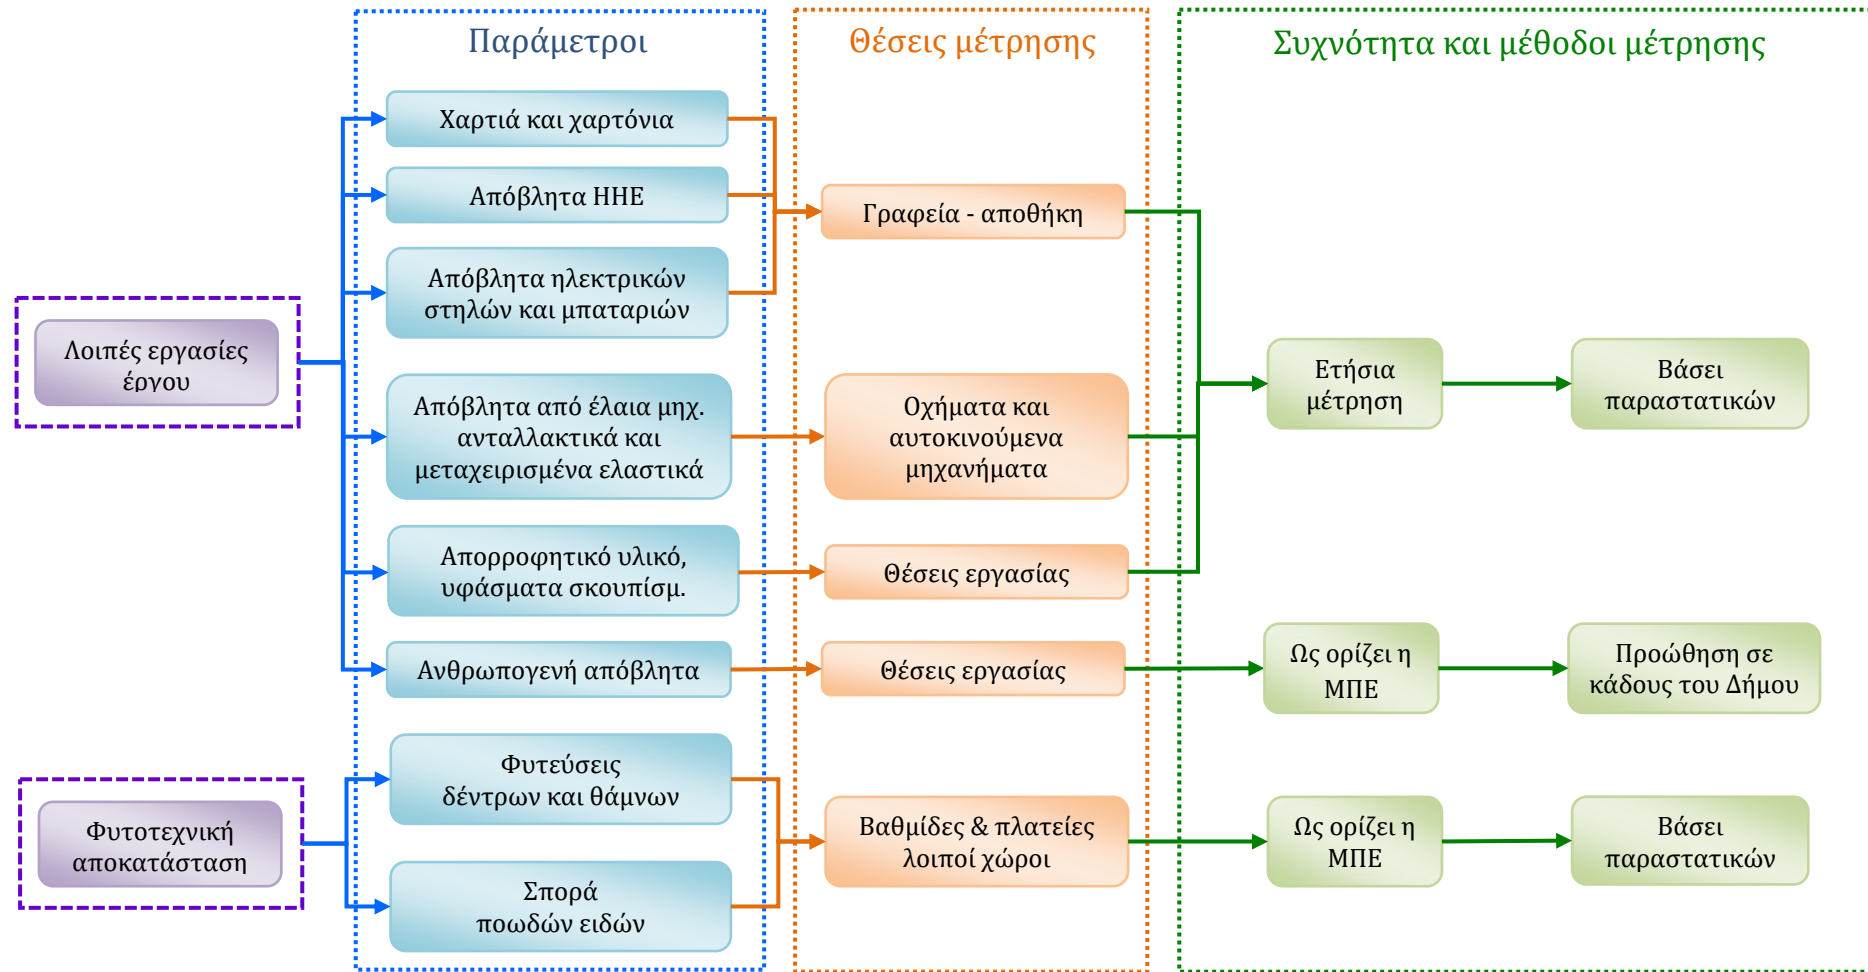 Παράμετροι
Θέσεις μέτρησης
Συχνότητα και μέθοδοι μέτρησης
Λοιπές εργασίες
έργου
Χαρτιά και χαρτόνια
Απόβλητα ΗΗΕ
Απόβλητα ηλεκτρικών
στηλών και μπαταριών
Γραφεία - αποθήκη
Απόβλητα από έλαια μηχ.
ανταλλακτικά και
μεταχειρισμένα ελαστικά
Οχήματα και
αυτοκινούμενα
μηχανήματα
Απορροφητικό υλικό,
υφάσματα σκουπίσμ.
Θέσεις εργασίας
Ετήσια
μέτρηση
Βάσει
παραστατικών
Ανθρωπογενή απόβλητα
Θέσεις εργασίας
Ως ορίζει η
ΜΠΕ
Προώθηση σε
κάδους του Δήμου
Φυτοτεχνική
αποκατάσταση
Φυτεύσεις
δέντρων και θάμνων
Σπορά
ποωδών ειδών
Βαθμίδες & πλατείες
λοιποί χώροι
Ως ορίζει η
ΜΠΕ
Βάσει
παραστατικών